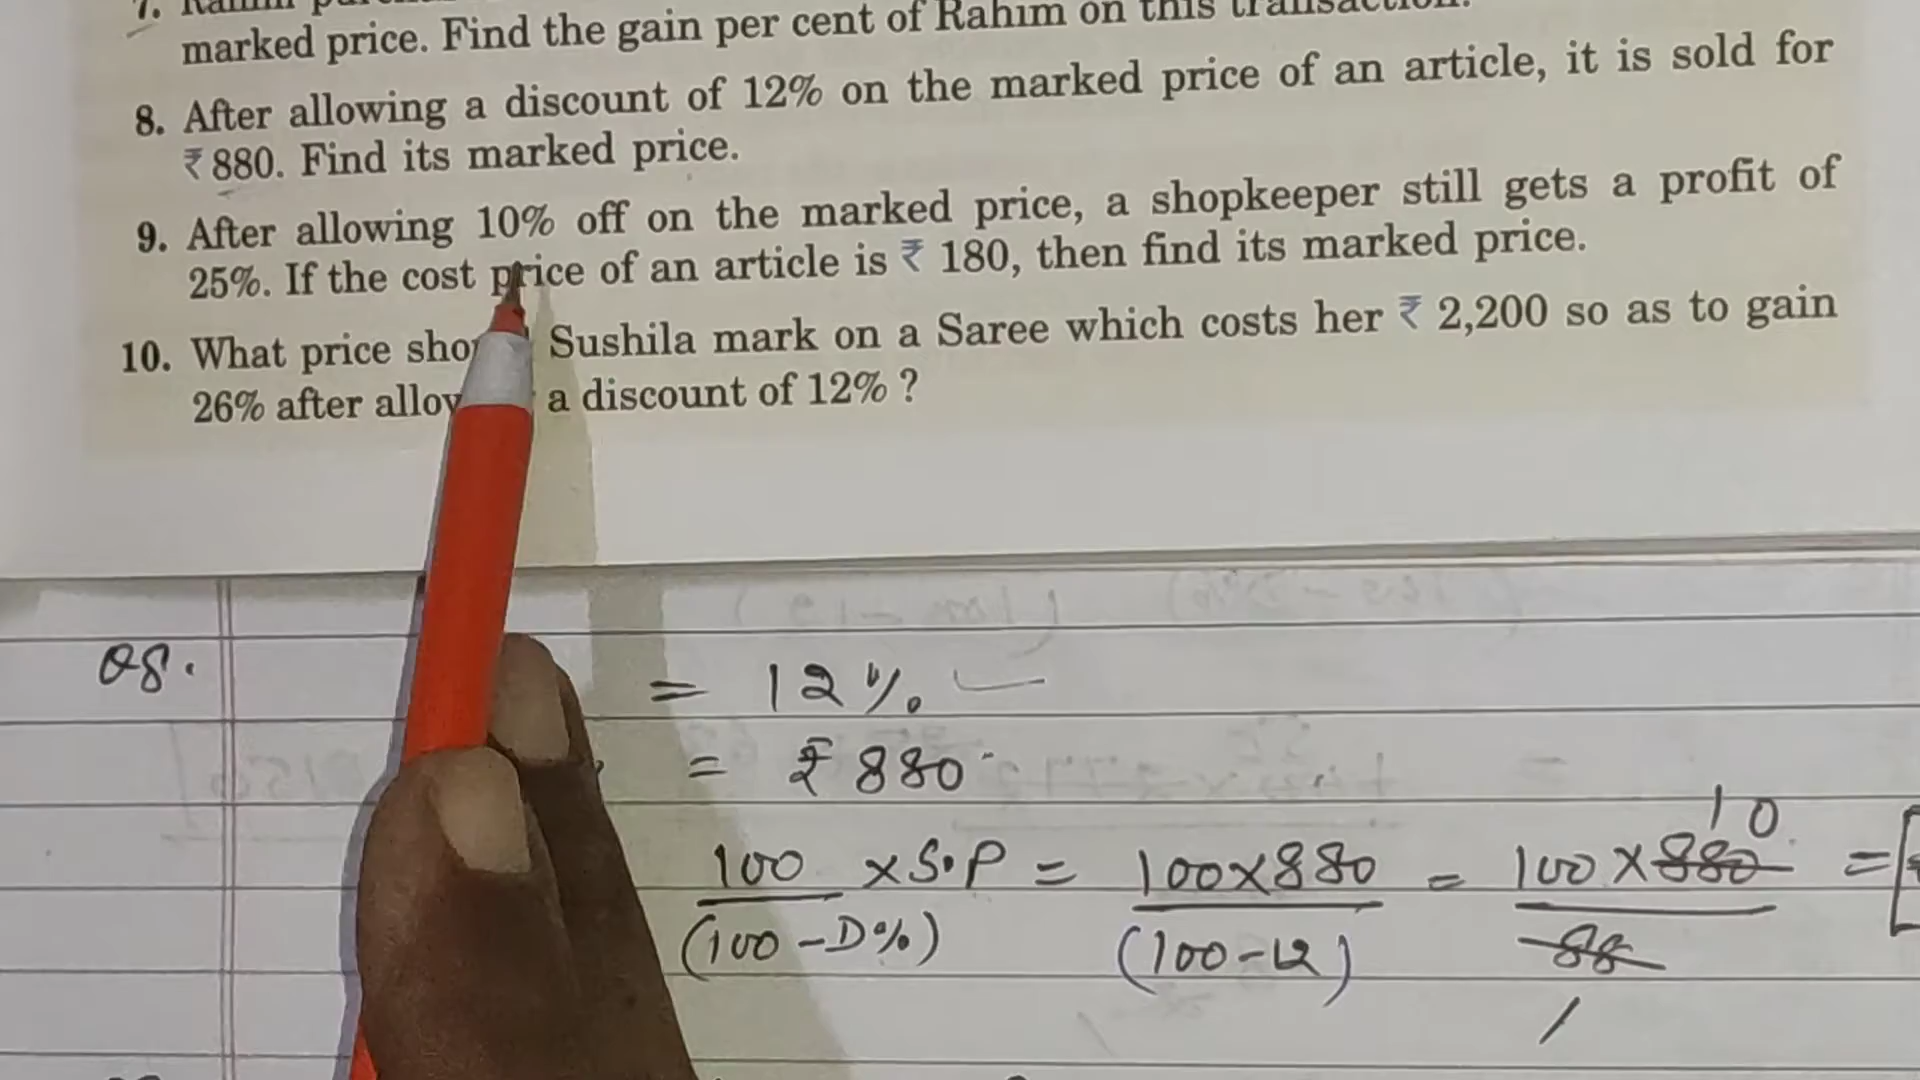 7. Rahim
marked price. Find the gain per cent of Rahim on this transaction.
8. After allowing a discount of 12% on the marked price of an article, it is sold for
₹ 880. Find its marked price.
9. After allowing 10% off on the marked price, a shopkeeper still gets a profit of
25%. If the cost price of an article is ₹ 180, then find its marked price.
10. What price Sushila mark on a Saree which costs her ₹ 2,200 so as to gain
26% after a discount of 12% ?
Q8. = 12%
= ₹ 880
100/(100-D%) × S.P = 100×880/(100-12) = 100×880/88 =
10
1